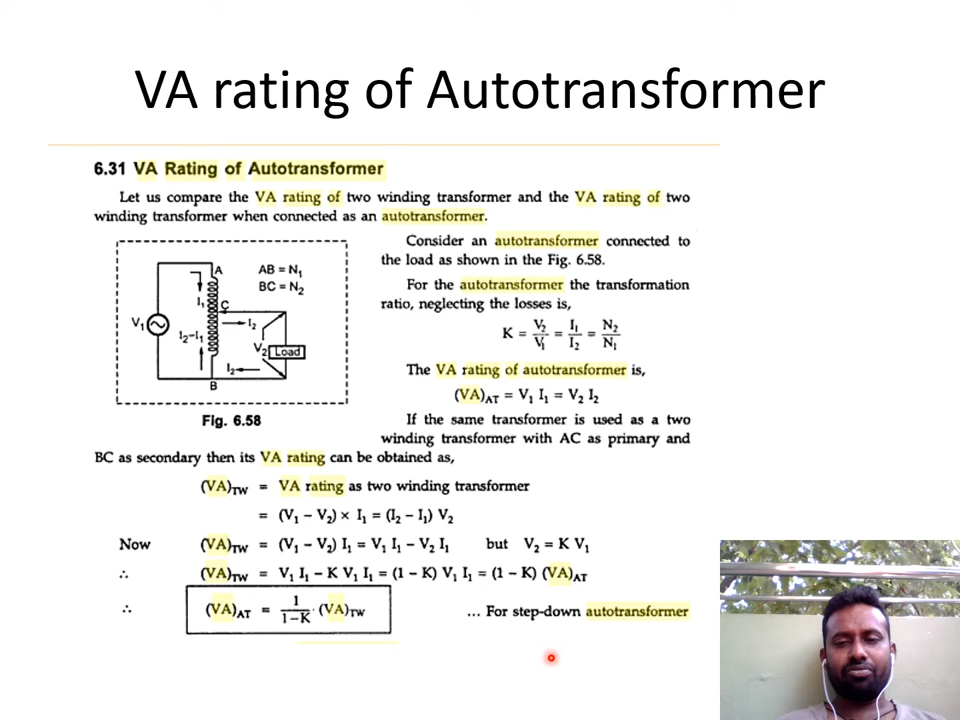 VA rating of Autotransformer
6.31 VA Rating of Autotransformer
Let us compare the VA rating of two winding transformer and the VA rating of two
winding transformer when connected as an autotransformer.
Consider an autotransformer connected to
the load as shown in the Fig. 6.58.
For the autotransformer the transformation
ratio, neglecting the losses is,
K = V₂/V₁ = I₁/I₂ = N₂/N₁
The VA rating of autotransformer is,
(VA)AT = V₁ I₁ = V₂ I₂
If the same transformer is used as a two
winding transformer with AC as primary and
A
AB = N₁
BC = N₂
I₁
C
V₁
I₂
I₂–I₁
V₂
Load
I₂
B
Fig. 6.58
BC as secondary then its VA rating can be obtained as,
(VA)TW = VA rating as two winding transformer
= (V₁ – V₂) × I₁ = (I₂ – I₁) V₂
Now (VA)TW = (V₁ – V₂) I₁ = V₁ I₁ – V₂ I₁ but V₂ = K V₁
∴ (VA)TW = V₁ I₁ – K V₁ I₁ = (1 – K) V₁ I₁ = (1 – K) (VA)AT
∴ (VA)AT = 1/1–K · (VA)TW ... For step-down autotransformer